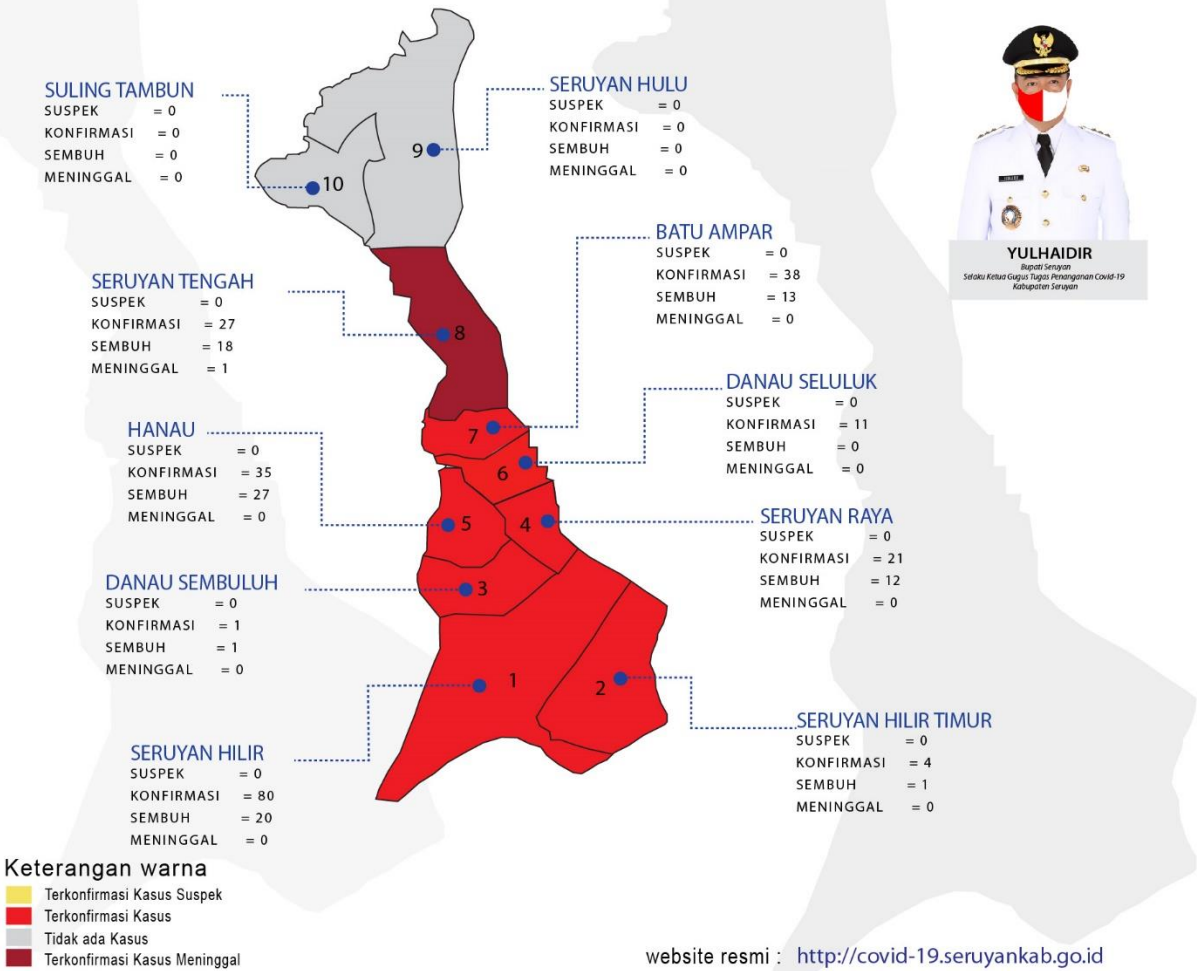 SULING TAMBUN
SUSPEK = 0
KONFIRMASI = 0
SEMBUH = 0
MENINGGAL = 0
SERUYAN HULU
SUSPEK = 0
KONFIRMASI = 0
SEMBUH = 0
MENINGGAL = 0
YULHAIDIR
Bupati Seruyan
Selaku Ketua Gugus Tugas Penanganan Covid-19
Kabupaten Seruyan
BATU AMPAR
SUSPEK = 0
KONFIRMASI = 38
SEMBUH = 13
MENINGGAL = 0
SERUYAN TENGAH
SUSPEK = 0
KONFIRMASI = 27
SEMBUH = 18
MENINGGAL = 1
DANAU SELULUK
SUSPEK = 0
KONFIRMASI = 11
SEMBUH = 0
MENINGGAL = 0
HANAU
SUSPEK = 0
KONFIRMASI = 35
SEMBUH = 27
MENINGGAL = 0
SERUYAN RAYA
SUSPEK = 0
KONFIRMASI = 21
SEMBUH = 12
MENINGGAL = 0
DANAU SEMBULUH
SUSPEK = 0
KONFIRMASI = 1
SEMBUH = 1
MENINGGAL = 0
SERUYAN HILIR TIMUR
SUSPEK = 0
KONFIRMASI = 4
SEMBUH = 1
MENINGGAL = 0
SERUYAN HILIR
SUSPEK = 0
KONFIRMASI = 80
SEMBUH = 20
MENINGGAL = 0
9
10
8
7
6
5
4
3
1
2
Keterangan warna
Terkonfirmasi Kasus Suspek
Terkonfirmasi Kasus
Tidak ada Kasus
Terkonfirmasi Kasus Meninggal
website resmi : http://covid-19.seruyankab.go.id